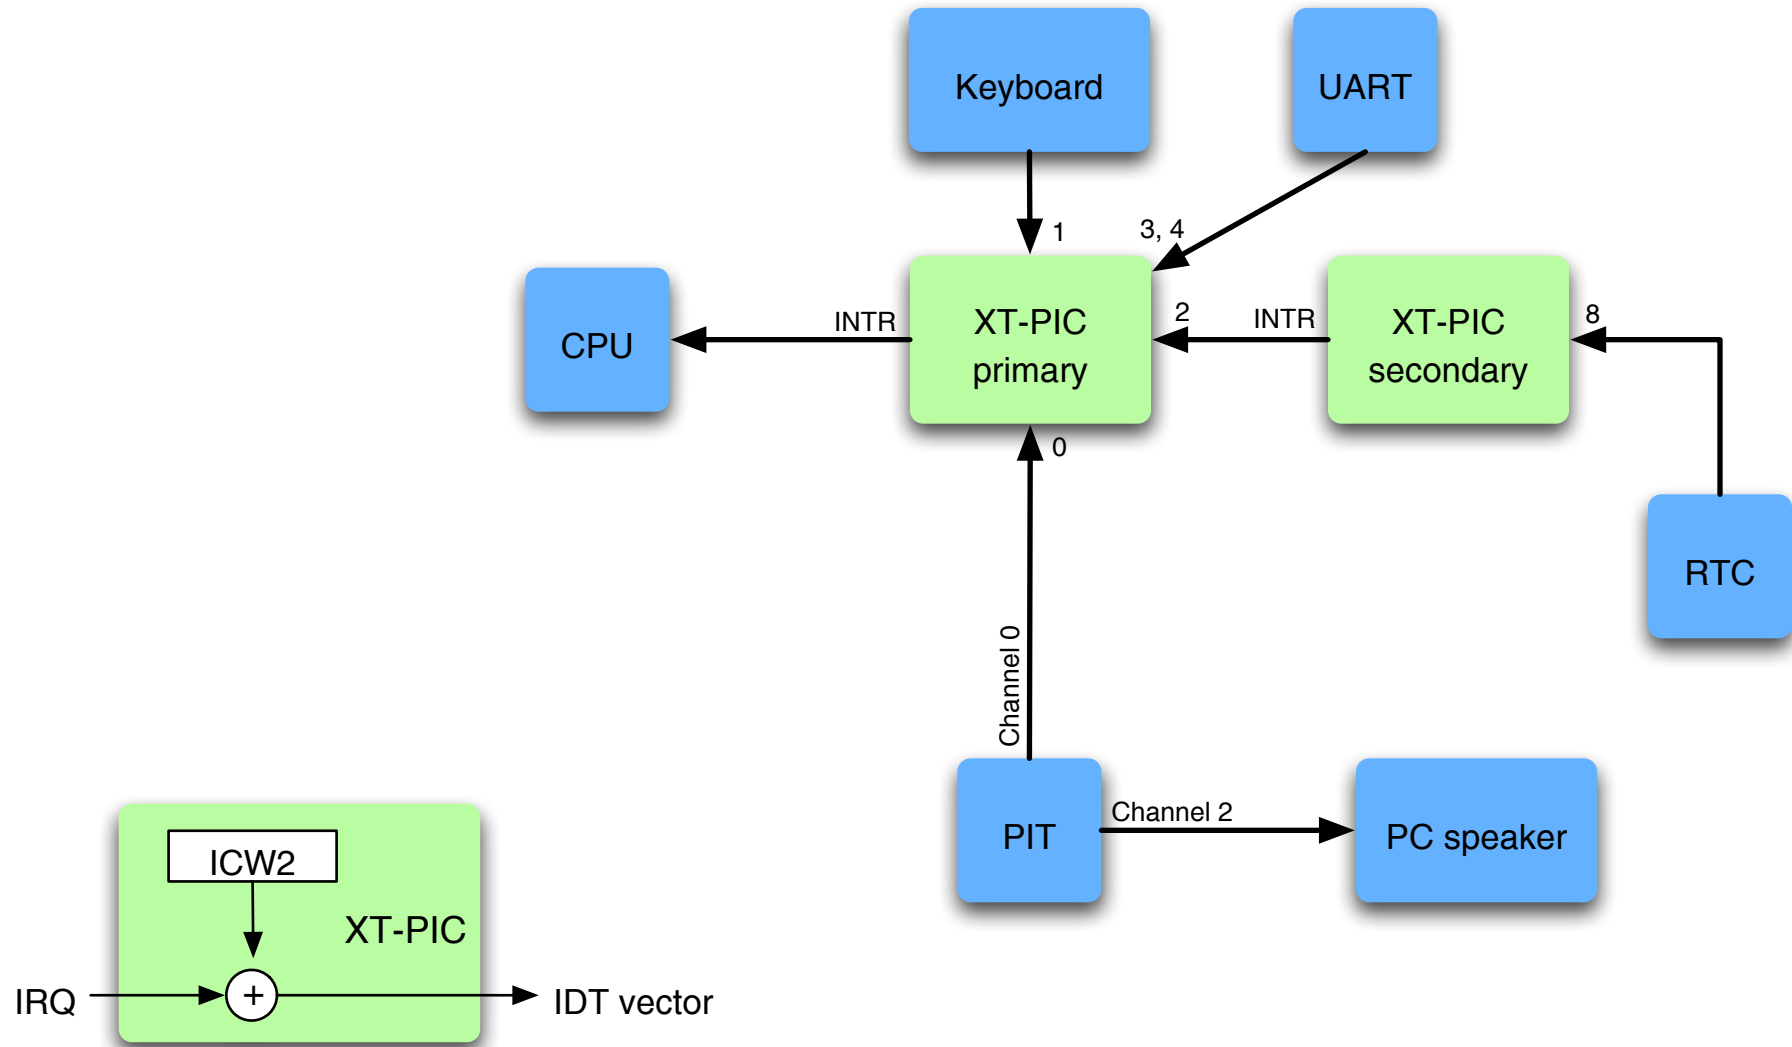 Keyboard
UART
1
3, 4
CPU
INTR
XT-PIC
primary
2
INTR
XT-PIC
secondary
8
0
RTC
Channel 0
PIT
Channel 2
PC speaker
ICW2
XT-PIC
IRQ
+
IDT vector